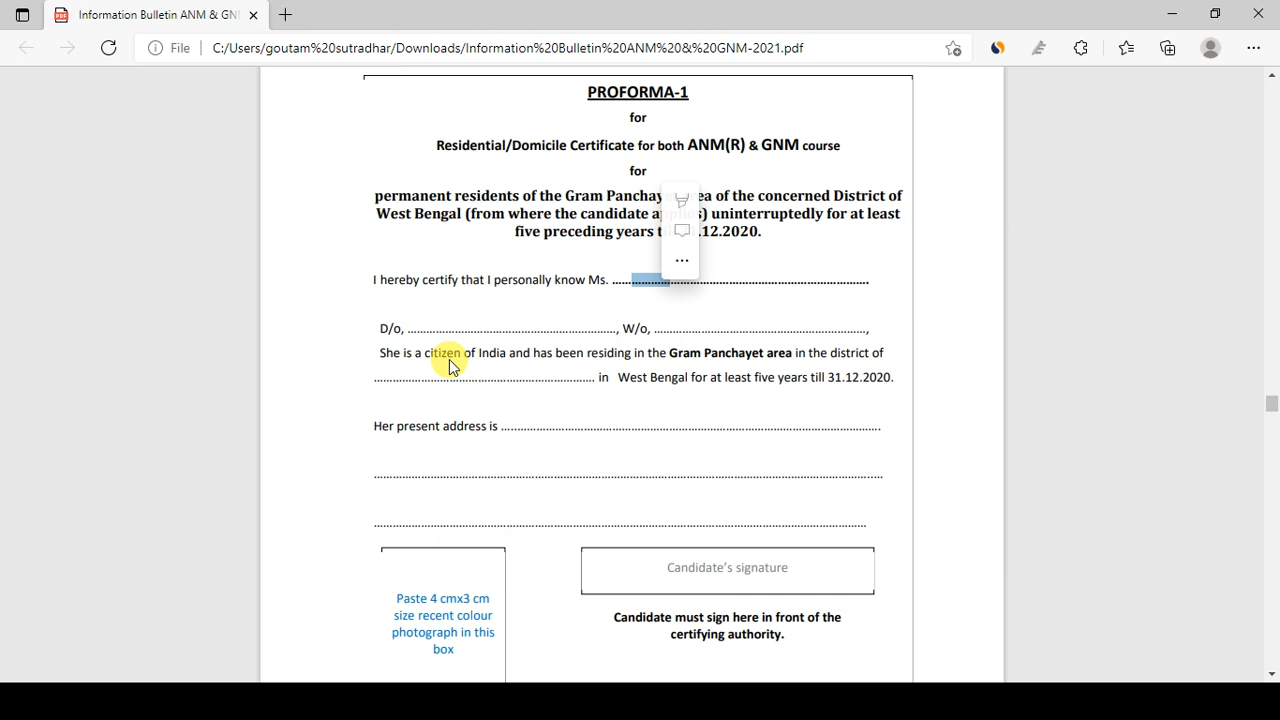 Information Bulletin ANM & GN
File
C:/Users/goutam%20sutradhar/Downloads/Information%20Bulletin%20ANM%20&%20GNM-2021.pdf
PROFORMA-1
for
Residential/Domicile Certificate for both ANM(R) & GNM course
for
permanent residents of the Gram of the concerned District of
West Bengal (from where the candidate uninterruptedly for at least
five preceding years .12.2020.
I hereby certify that I personally know Ms. ........................................................................
D/o, ........................................................, W/o, .........................................................,
She is a citizen of India and has been residing in the Gram Panchayet area in the district of
........................................................... in West Bengal for at least five years till 31.12.2020.
Her present address is .....................................................................................................
.......................................................................................................................................
...................................................................................................................................
Candidate's signature
Paste 4 cmx3 cm
size recent colour
photograph in this
box
Candidate must sign here in front of the
certifying authority.